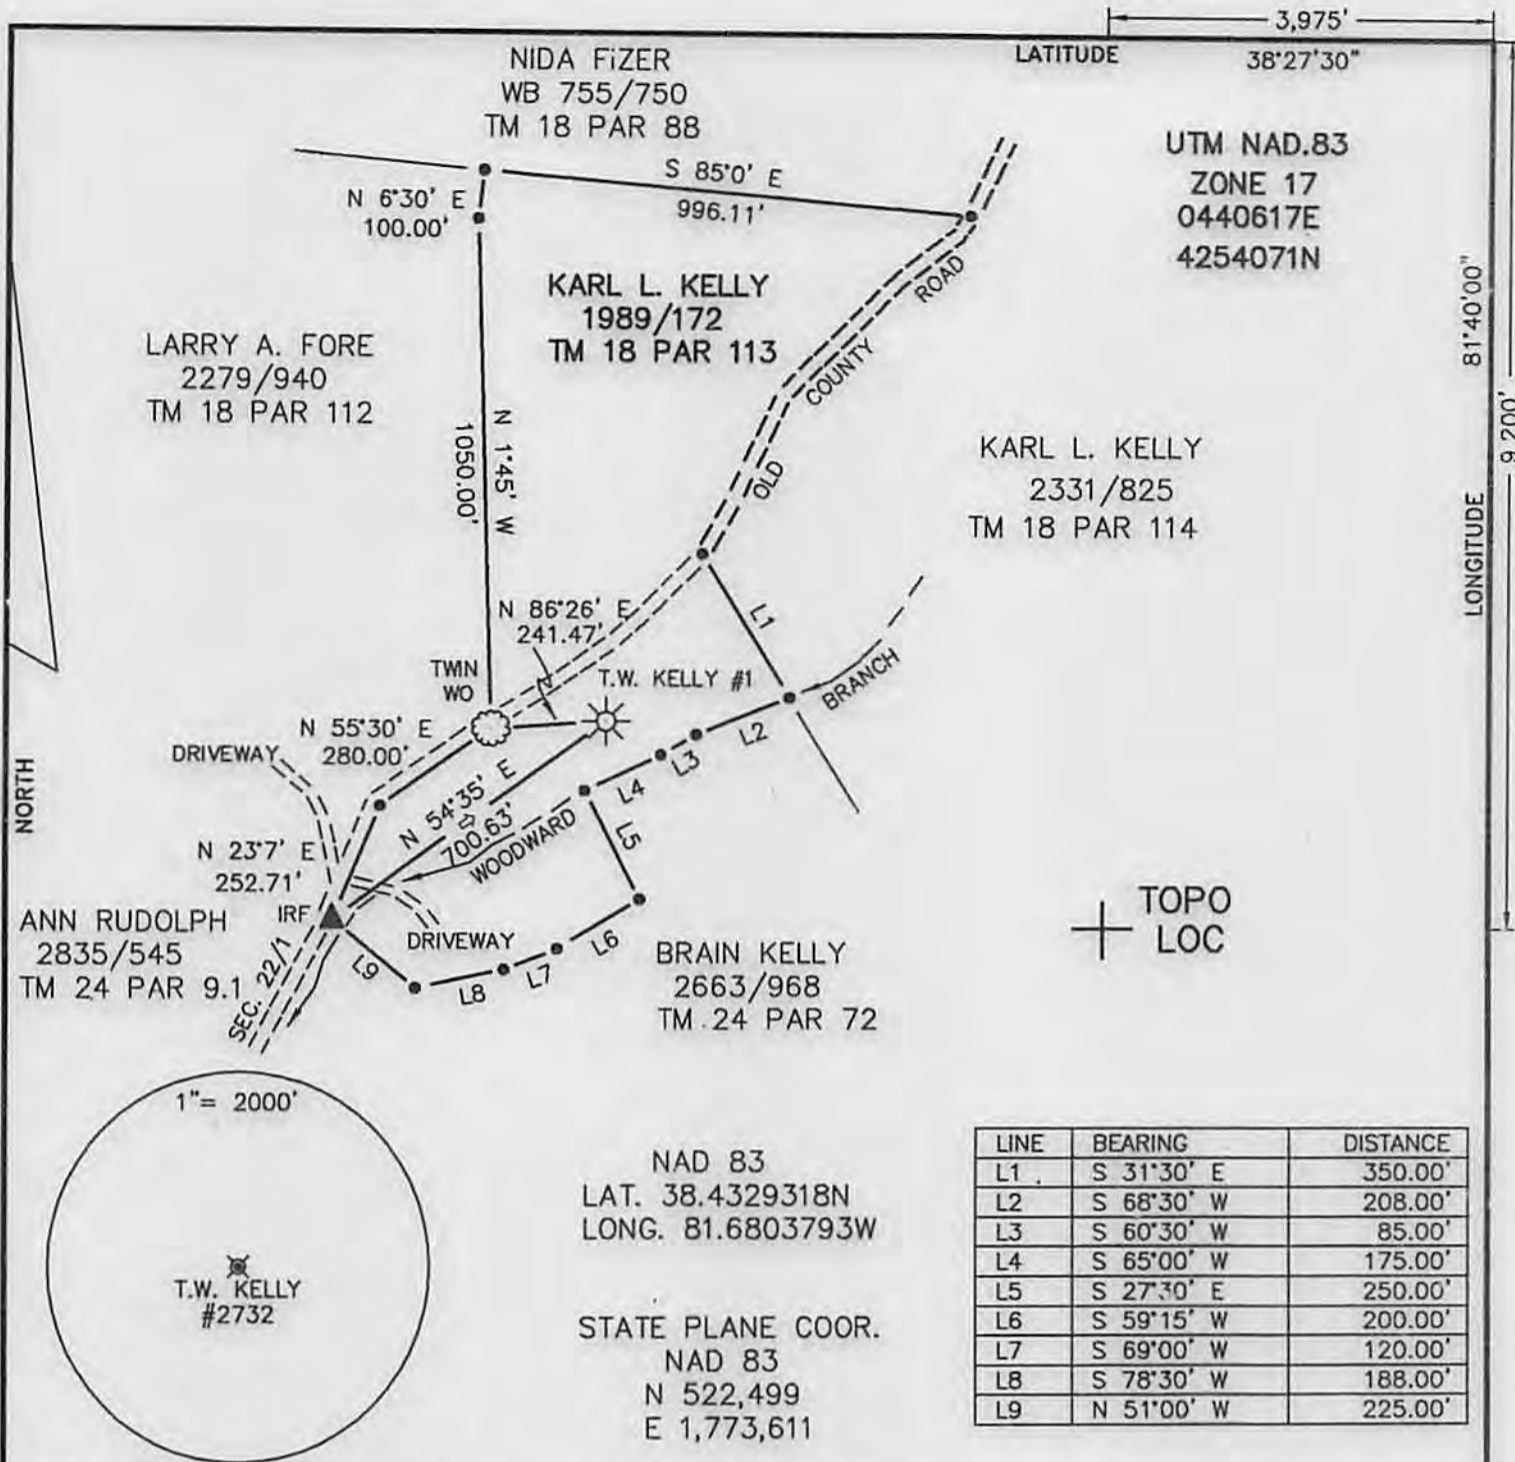 3,975'
LATITUDE 38°27'30"
NIDA FiZER
WB 755/750
TM 18 PAR 88
UTM NAD.83
ZONE 17
0440617E
4254071N
S 85°0' E
996.11'
N 6°30' E
100.00'
KARL L. KELLY
1989/172
TM 18 PAR 113
LARRY A. FORE
2279/940
TM 18 PAR 112
N 1°45' W
1050.00'
OLD COUNTY ROAD
KARL L. KELLY
2331/825
TM 18 PAR 114
LONGITUDE 81°40'00"
9,200'
N 86°26' E
241.47'
TWIN
WO
T.W. KELLY #1
L1
BRANCH
N 55°30' E
280.00'
DRIVEWAY
L2
L3
L4
L5
N 54°35' E
700.63'
WOODWARD
NORTH
N 23°7' E
252.71'
IRF
ANN RUDOLPH
2835/545
TM 24 PAR 9.1
SEC. 22/1
DRIVEWAY
L9
L8
L7
L6
BRAIN KELLY
2663/968
TM 24 PAR 72
TOPO
LOC
1"= 2000'
T.W. KELLY
#2732
NAD 83
LAT. 38.4329318N
LONG. 81.6803793W
STATE PLANE COOR.
NAD 83
N 522,499
E 1,773,611
LINE BEARING DISTANCE
L1 S 31°30' E 350.00'
L2 S 68°30' W 208.00'
L3 S 60°30' W 85.00'
L4 S 65°00' W 175.00'
L5 S 27°30' E 250.00'
L6 S 59°15' W 200.00'
L7 S 69°00' W 120.00'
L8 S 78°30' W 188.00'
L9 N 51°00' W 225.00'